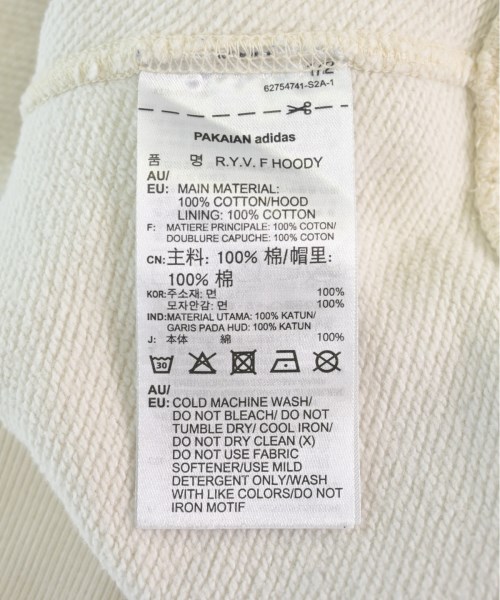 1/2
62754741-S2A-1
PAKAIAN adidas
品 명 R.Y.V. F HOODY
AU/
EU: MAIN MATERIAL:
100% COTTON/HOOD
LINING: 100% COTTON
F: MATIERE PRINCIPALE: 100% COTON/
DOUBLURE CAPUCHE: 100% COTON
CN: 主料: 100% 棉/帽里:
100% 棉
KOR: 주소재: 면 100%
모자안감: 면 100%
IND: MATERIAL UTAMA: 100% KATUN/
GARIS PADA HUD: 100% KATUN
J: 本体 綿 100%
30
AU/
EU: COLD MACHINE WASH/
DO NOT BLEACH/ DO NOT
TUMBLE DRY/ COOL IRON/
DO NOT DRY CLEAN (X)
DO NOT USE FABRIC
SOFTENER/USE MILD
DETERGENT ONLY/WASH
WITH LIKE COLORS/DO NOT
IRON MOTIF